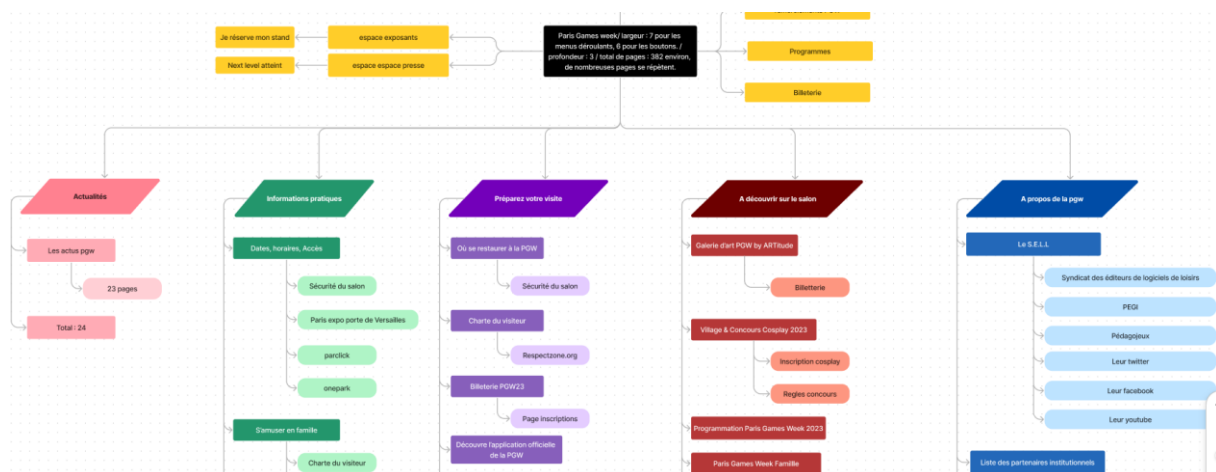 Je réserve mon stand
espace exposants
Next level atteint
espace espace presse
Paris Games week/ largeur : 7 pour les
menus déroulants, 6 pour les boutons. /
profondeur : 3 / total de pages : 382 environ,
de nombreuses pages se répètent.
Programmes
Billeterie
Actualités
Les actus pgw
23 pages
Total : 24
Informations pratiques
Dates, horaires, Accès
Sécurité du salon
Paris expo porte de Versailles
parclick
onepark
S'amuser en famille
Charte du visiteur
Préparez votre visite
Où se restaurer à la PGW
Sécurité du salon
Charte du visiteur
Respectzone.org
Billeterie PGW23
Page inscriptions
Découvre l'application officielle
de la PGW
A découvrir sur le salon
Galerie d'art PGW by ARTitude
Billetterie
Village & Concours Cosplay 2023
Inscription cosplay
Regles concours
Programmation Paris Games Week 2023
Paris Games Week Famillle
A propos de la pgw
Le S.E.L.L
Syndicat des éditeurs de logiciels de loisirs
PEGI
Pédagojeux
Leur twitter
Leur facebook
Leur youtube
Liste des partenaires institutionnels